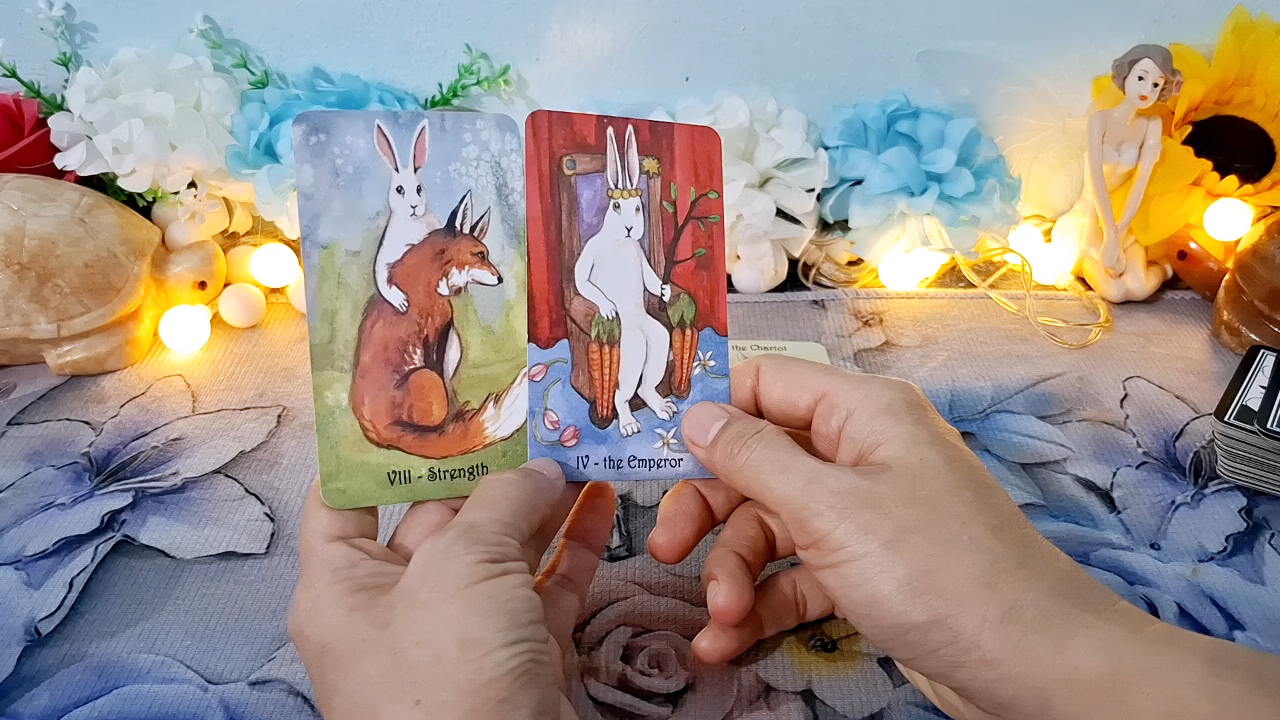 VIII - Strength
IV - the Emperor
the Chariot